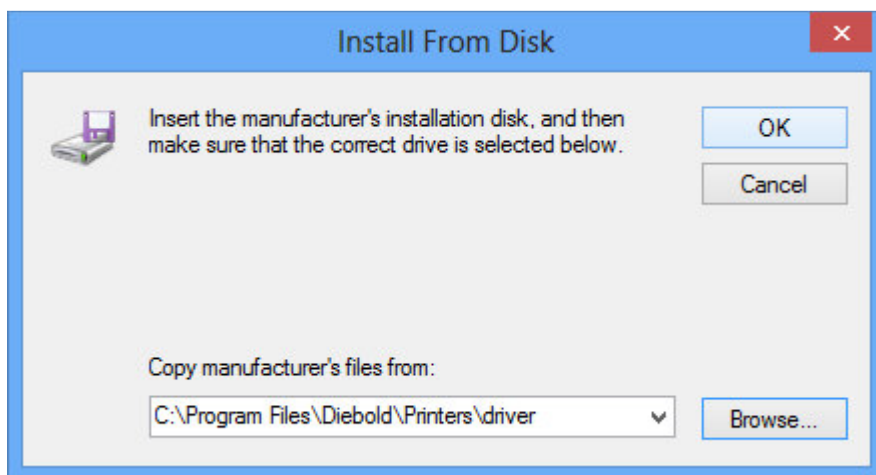 Install From Disk
Insert the manufacturer's installation disk, and then
make sure that the correct drive is selected below.
OK
Cancel
Copy manufacturer's files from:
C:\Program Files\Diebold\Printers\driver
Browse...